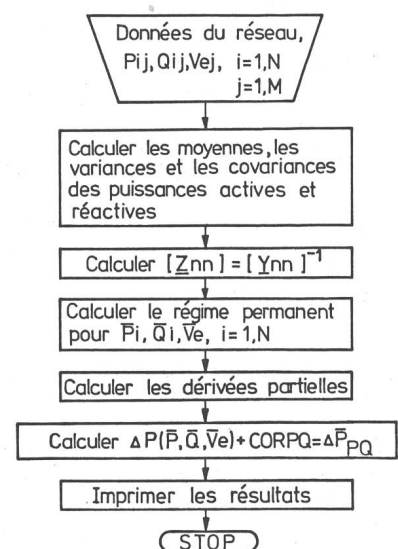 Données du réseau,
Pij, Qij, Vej, i=1,N
j=1,M
Calculer les moyennes, les
variances et les covariances
des puissances actives et
réactives
Calculer [Znn] = [Ynn]⁻¹
Calculer le régime permanent
pour P̅i, Q̅i, V̅e, i=1,N
Calculer les dérivées partielles
Calculer ΔP(P̅,Q̅,V̅e)+CORPQ=ΔP̅PQ
Imprimer les résultats
STOP